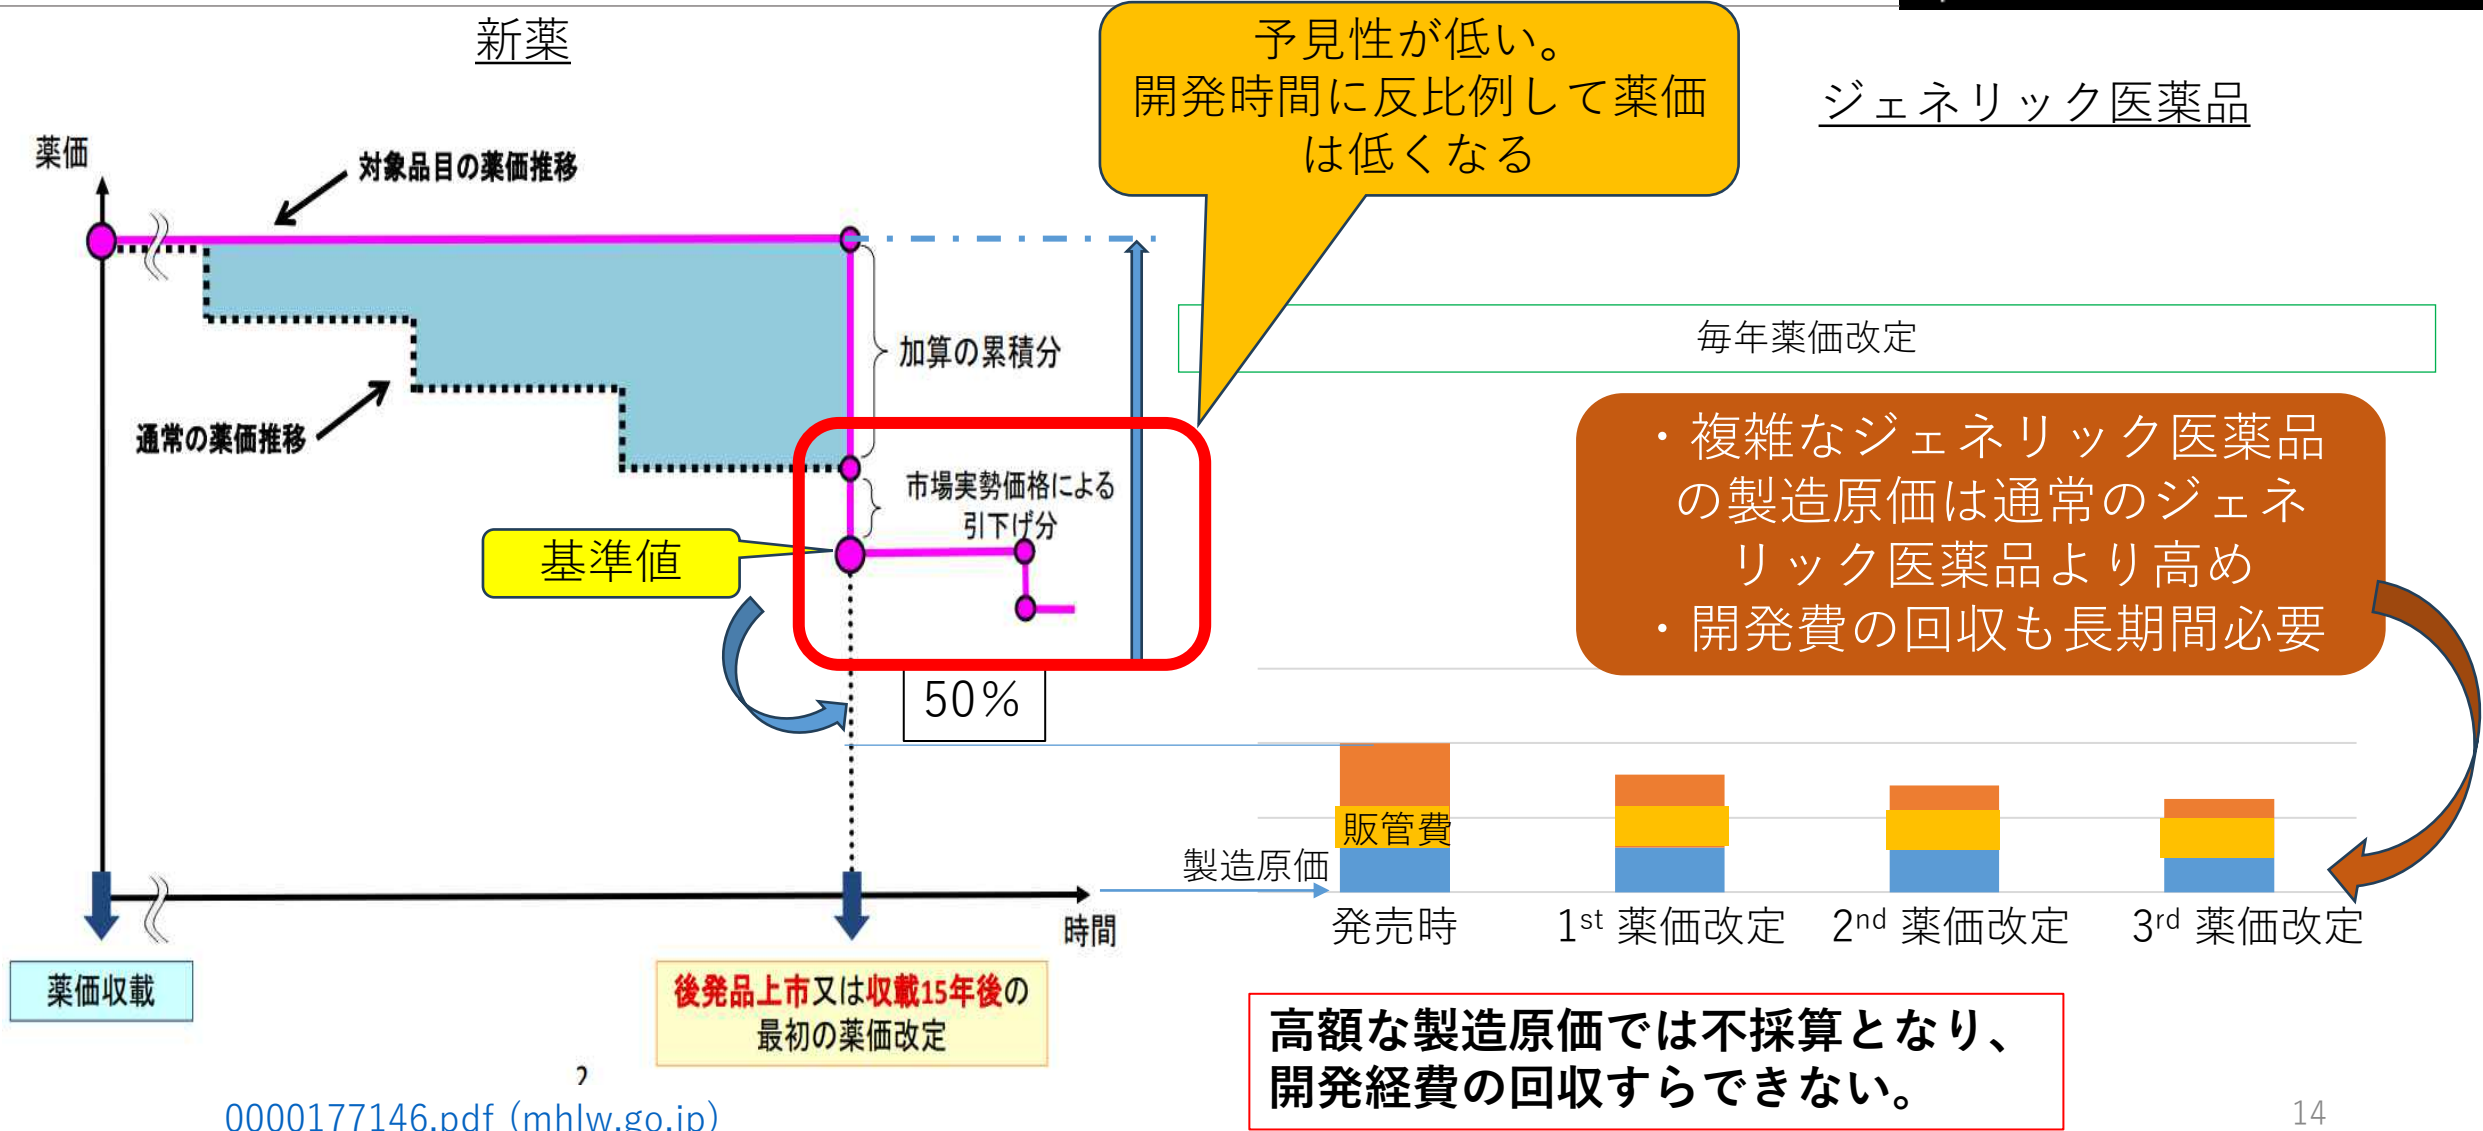 新薬
予見性が低い。
開発時間に反比例して薬価
は低くなる
ジェネリック医薬品
薬価
対象品目の薬価推移
加算の累積分
毎年薬価改定
通常の薬価推移
市場実勢価格による
引下げ分
基準値
・複雑なジェネリック医薬品
の製造原価は通常のジェネ
リック医薬品より高め
・開発費の回収も長期間必要
50%
販管費
製造原価
時間
発売時
1st 薬価改定
2nd 薬価改定
3rd 薬価改定
薬価収載
後発品上市又は収載15年後の
最初の薬価改定
高額な製造原価では不採算となり、
開発経費の回収すらできない。
2
0000177146.pdf (mhlw.go.jp)
14